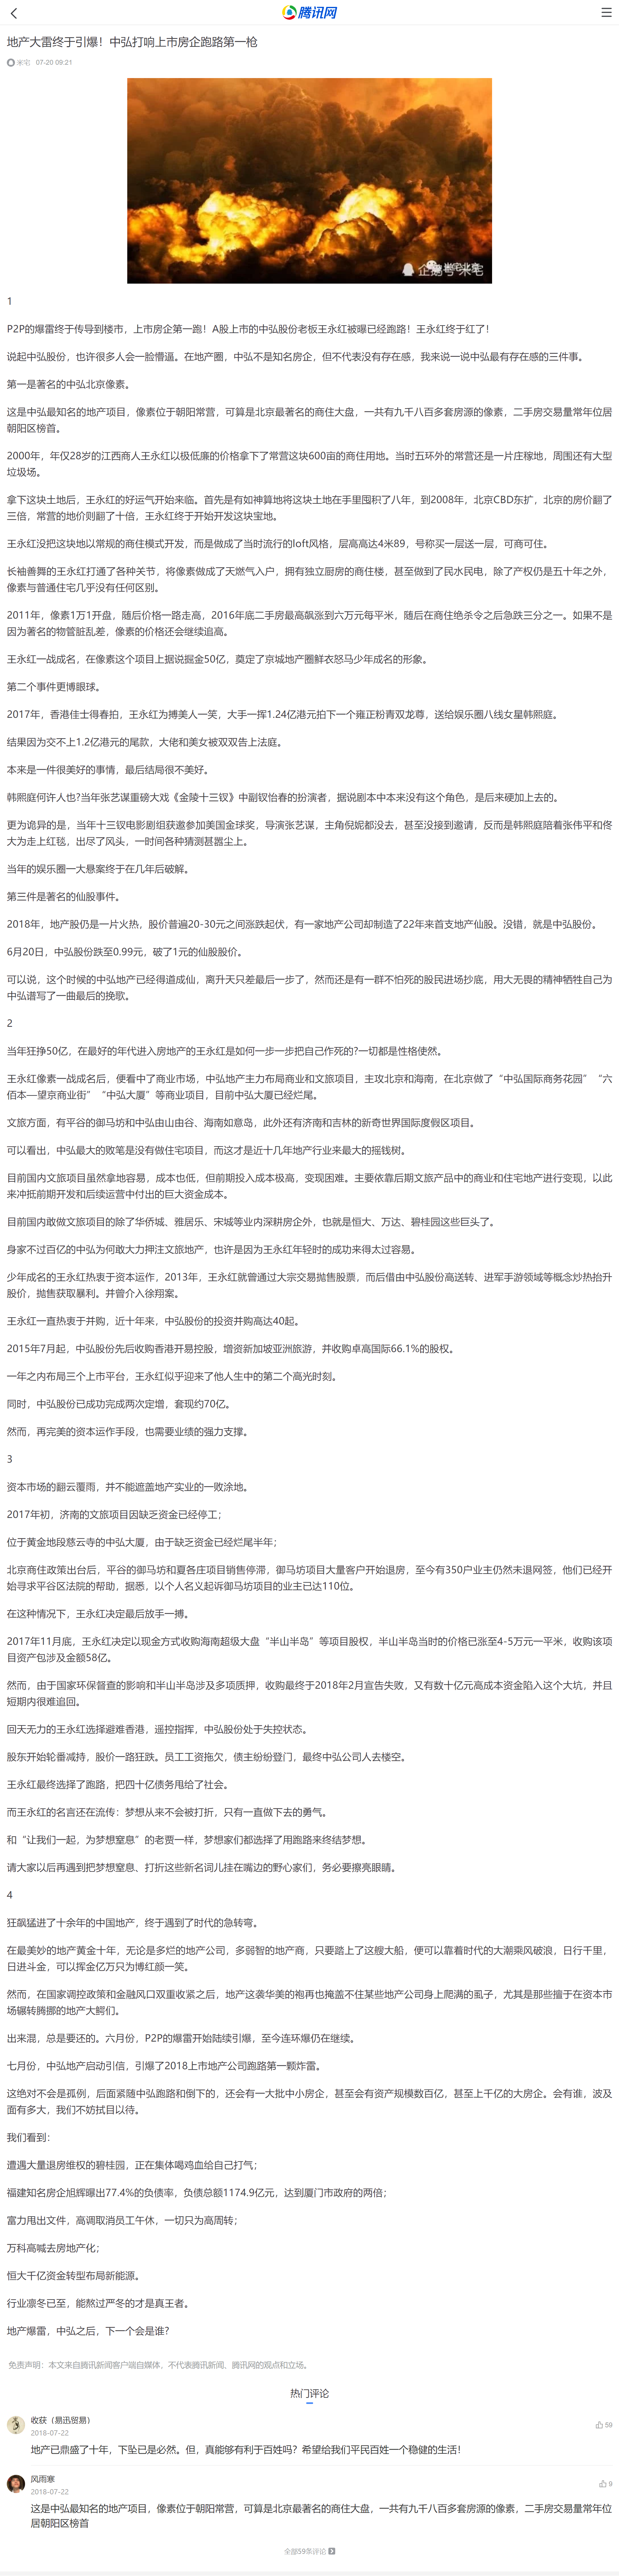 腾讯网
地产大雷终于引爆！中弘打响上市房企跑路第一枪
米宅 07-20 09:21
企鹅号 米宅
1
P2P的爆雷终于传导到楼市，上市房企第一跑！A股上市的中弘股份老板王永红被曝已经跑路！王永红终于红了！
说起中弘股份，也许很多人会一脸懵逼。在地产圈，中弘不是知名房企，但不代表没有存在感，我来说一说中弘最有存在感的三件事。
第一是著名的中弘北京像素。
这是中弘最知名的地产项目，像素位于朝阳常营，可算是北京最著名的商住大盘，一共有九千八百多套房源的像素，二手房交易量常年位居
朝阳区榜首。
2000年，年仅28岁的江西商人王永红以极低廉的价格拿下了常营这块600亩的商住用地。当时五环外的常营还是一片庄稼地，周围还有大型
垃圾场。
拿下这块土地后，王永红的好运气开始来临。首先是有如神算地将这块土地在手里囤积了八年，到2008年，北京CBD东扩，北京的房价翻了
三倍，常营的地价则翻了十倍，王永红终于开始开发这块宝地。
王永红没把这块地以常规的商住模式开发，而是做成了当时流行的loft风格，层高高达4米89，号称买一层送一层，可商可住。
长袖善舞的王永红打通了各种关节，将像素做成了天燃气入户，拥有独立厨房的商住楼，甚至做到了民水民电，除了产权仍是五十年之外，
像素与普通住宅几乎没有任何区别。
2011年，像素1万1开盘，随后价格一路走高，2016年底二手房最高飙涨到六万元每平米，随后在商住绝杀令之后急跌三分之一。如果不是
因为著名的物管脏乱差，像素的价格还会继续追高。
王永红一战成名，在像素这个项目上据说掘金50亿，奠定了京城地产圈鲜衣怒马少年成名的形象。
第二个事件更博眼球。
2017年，香港佳士得春拍，王永红为搏美人一笑，大手一挥1.24亿港元拍下一个雍正粉青双龙尊，送给娱乐圈八线女星韩熙庭。
结果因为交不上1.2亿港元的尾款，大佬和美女被双双告上法庭。
本来是一件很美好的事情，最后结局很不美好。
韩熙庭何许人也?当年张艺谋重磅大戏《金陵十三钗》中副钗怡春的扮演者，据说剧本中本来没有这个角色，是后来硬加上去的。
更为诡异的是，当年十三钗电影剧组获邀参加美国金球奖，导演张艺谋，主角倪妮都没去，甚至没接到邀请，反而是韩熙庭陪着张伟平和佟
大为走上红毯，出尽了风头，一时间各种猜测甚嚣尘上。
当年的娱乐圈一大悬案终于在几年后破解。
第三件是著名的仙股事件。
2018年，地产股仍是一片火热，股价普遍20-30元之间涨跌起伏，有一家地产公司却制造了22年来首支地产仙股。没错，就是中弘股份。
6月20日，中弘股份跌至0.99元，破了1元的仙股股价。
可以说，这个时候的中弘地产已经得道成仙，离升天只差最后一步了，然而还是有一群不怕死的股民进场抄底，用大无畏的精神牺牲自己为
中弘谱写了一曲最后的挽歌。
2
当年狂挣50亿，在最好的年代进入房地产的王永红是如何一步一步把自己作死的?一切都是性格使然。
王永红像素一战成名后，便看中了商业市场，中弘地产主力布局商业和文旅项目，主攻北京和海南，在北京做了“中弘国际商务花园”“六
佰本—望京商业街”“中弘大厦”等商业项目，目前中弘大厦已经烂尾。
文旅方面，有平谷的御马坊和中弘由山由谷、海南如意岛，此外还有济南和吉林的新奇世界国际度假区项目。
可以看出，中弘最大的败笔是没有做住宅项目，而这才是近十几年地产行业来最大的摇钱树。
目前国内文旅项目虽然拿地容易，成本也低，但前期投入成本极高，变现困难。主要依靠后期文旅产品中的商业和住宅地产进行变现，以此
来冲抵前期开发和后续运营中付出的巨大资金成本。
目前国内敢做文旅项目的除了华侨城、雅居乐、宋城等业内深耕房企外，也就是恒大、万达、碧桂园这些巨头了。
身家不过百亿的中弘为何敢大力押注文旅地产，也许是因为王永红年轻时的成功来得太过容易。
少年成名的王永红热衷于资本运作，2013年，王永红就曾通过大宗交易抛售股票，而后借由中弘股份高送转、进军手游领域等概念炒热抬升
股价，抛售获取暴利。并曾介入徐翔案。
王永红一直热衷于并购，近十年来，中弘股份的投资并购高达40起。
2015年7月起，中弘股份先后收购香港开易控股，增资新加坡亚洲旅游，并收购卓高国际66.1%的股权。
一年之内布局三个上市平台，王永红似乎迎来了他人生中的第二个高光时刻。
同时，中弘股份已成功完成两次定增，套现约70亿。
然而，再完美的资本运作手段，也需要业绩的强力支撑。
3
资本市场的翻云覆雨，并不能遮盖地产实业的一败涂地。
2017年初，济南的文旅项目因缺乏资金已经停工；
位于黄金地段慈云寺的中弘大厦，由于缺乏资金已经烂尾半年；
北京商住政策出台后，平谷的御马坊和夏各庄项目销售停滞，御马坊项目大量客户开始退房，至今有350户业主仍然未退网签，他们已经开
始寻求平谷区法院的帮助，据悉，以个人名义起诉御马坊项目的业主已达110位。
在这种情况下，王永红决定最后放手一搏。
2017年11月底，王永红决定以现金方式收购海南超级大盘“半山半岛”等项目股权，半山半岛当时的价格已涨至4-5万元一平米，收购该项
目资产包涉及金额58亿。
然而，由于国家环保督查的影响和半山半岛涉及多项质押，收购最终于2018年2月宣告失败，又有数十亿元高成本资金陷入这个大坑，并且
短期内很难追回。
回天无力的王永红选择避难香港，遥控指挥，中弘股份处于失控状态。
股东开始轮番减持，股价一路狂跌。员工工资拖欠，债主纷纷登门，最终中弘公司人去楼空。
王永红最终选择了跑路，把四十亿债务甩给了社会。
而王永红的名言还在流传：梦想从来不会被打折，只有一直做下去的勇气。
和“让我们一起，为梦想窒息”的老贾一样，梦想家们都选择了用跑路来终结梦想。
请大家以后再遇到把梦想窒息、打折这些新名词儿挂在嘴边的野心家们，务必要擦亮眼睛。
4
狂飙猛进了十余年的中国地产，终于遇到了时代的急转弯。
在最美妙的地产黄金十年，无论是多烂的地产公司，多弱智的地产商，只要踏上了这艘大船，便可以靠着时代的大潮乘风破浪，日行千里，
日进斗金，可以挥金亿万只为博红颜一笑。
然而，在国家调控政策和金融风口双重收紧之后，地产这袭华美的袍再也掩盖不住某些地产公司身上爬满的虱子，尤其是那些擅于在资本市
场辗转腾挪的地产大鳄们。
出来混，总是要还的。六月份，P2P的爆雷开始陆续引爆，至今连环爆仍在继续。
七月份，中弘地产启动引信，引爆了2018上市地产公司跑路第一颗炸雷。
这绝对不会是孤例，后面紧随中弘跑路和倒下的，还会有一大批中小房企，甚至会有资产规模数百亿，甚至上千亿的大房企。会有谁，波及
面有多大，我们不妨拭目以待。
我们看到：
遭遇大量退房维权的碧桂园，正在集体喝鸡血给自己打气；
福建知名房企旭辉曝出77.4%的负债率，负债总额1174.9亿元，达到厦门市政府的两倍；
富力甩出文件，高调取消员工午休，一切只为高周转；
万科高喊去房地产化；
恒大千亿资金转型布局新能源。
行业凛冬已至，能熬过严冬的才是真王者。
地产爆雷，中弘之后，下一个会是谁？
免责声明：本文来自腾讯新闻客户端自媒体，不代表腾讯新闻、腾讯网的观点和立场。
热门评论
收获（易迅贸易）
59
2018-07-22
地产已鼎盛了十年，下坠已是必然。但，真能够有利于百姓吗？希望给我们平民百姓一个稳健的生活！
风雨寒
9
2018-07-22
这是中弘最知名的地产项目，像素位于朝阳常营，可算是北京最著名的商住大盘，一共有九千八百多套房源的像素，二手房交易量常年位
居朝阳区榜首
全部59条评论